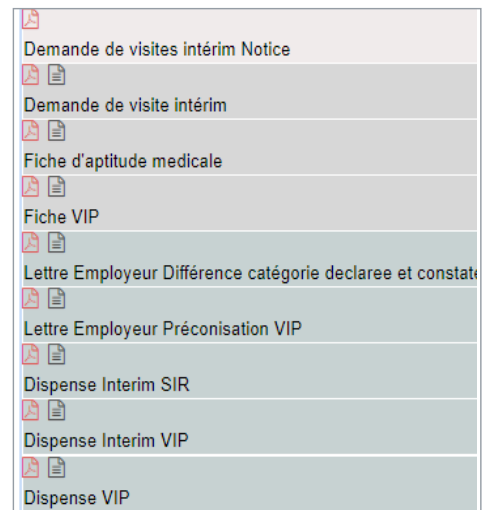 Demande de visites intérim Notice
Demande de visite intérim
Fiche d'aptitude medicale
Fiche VIP
Lettre Employeur Différence catégorie declaree et constate
Lettre Employeur Préconisation VIP
Dispense Interim SIR
Dispense Interim VIP
Dispense VIP